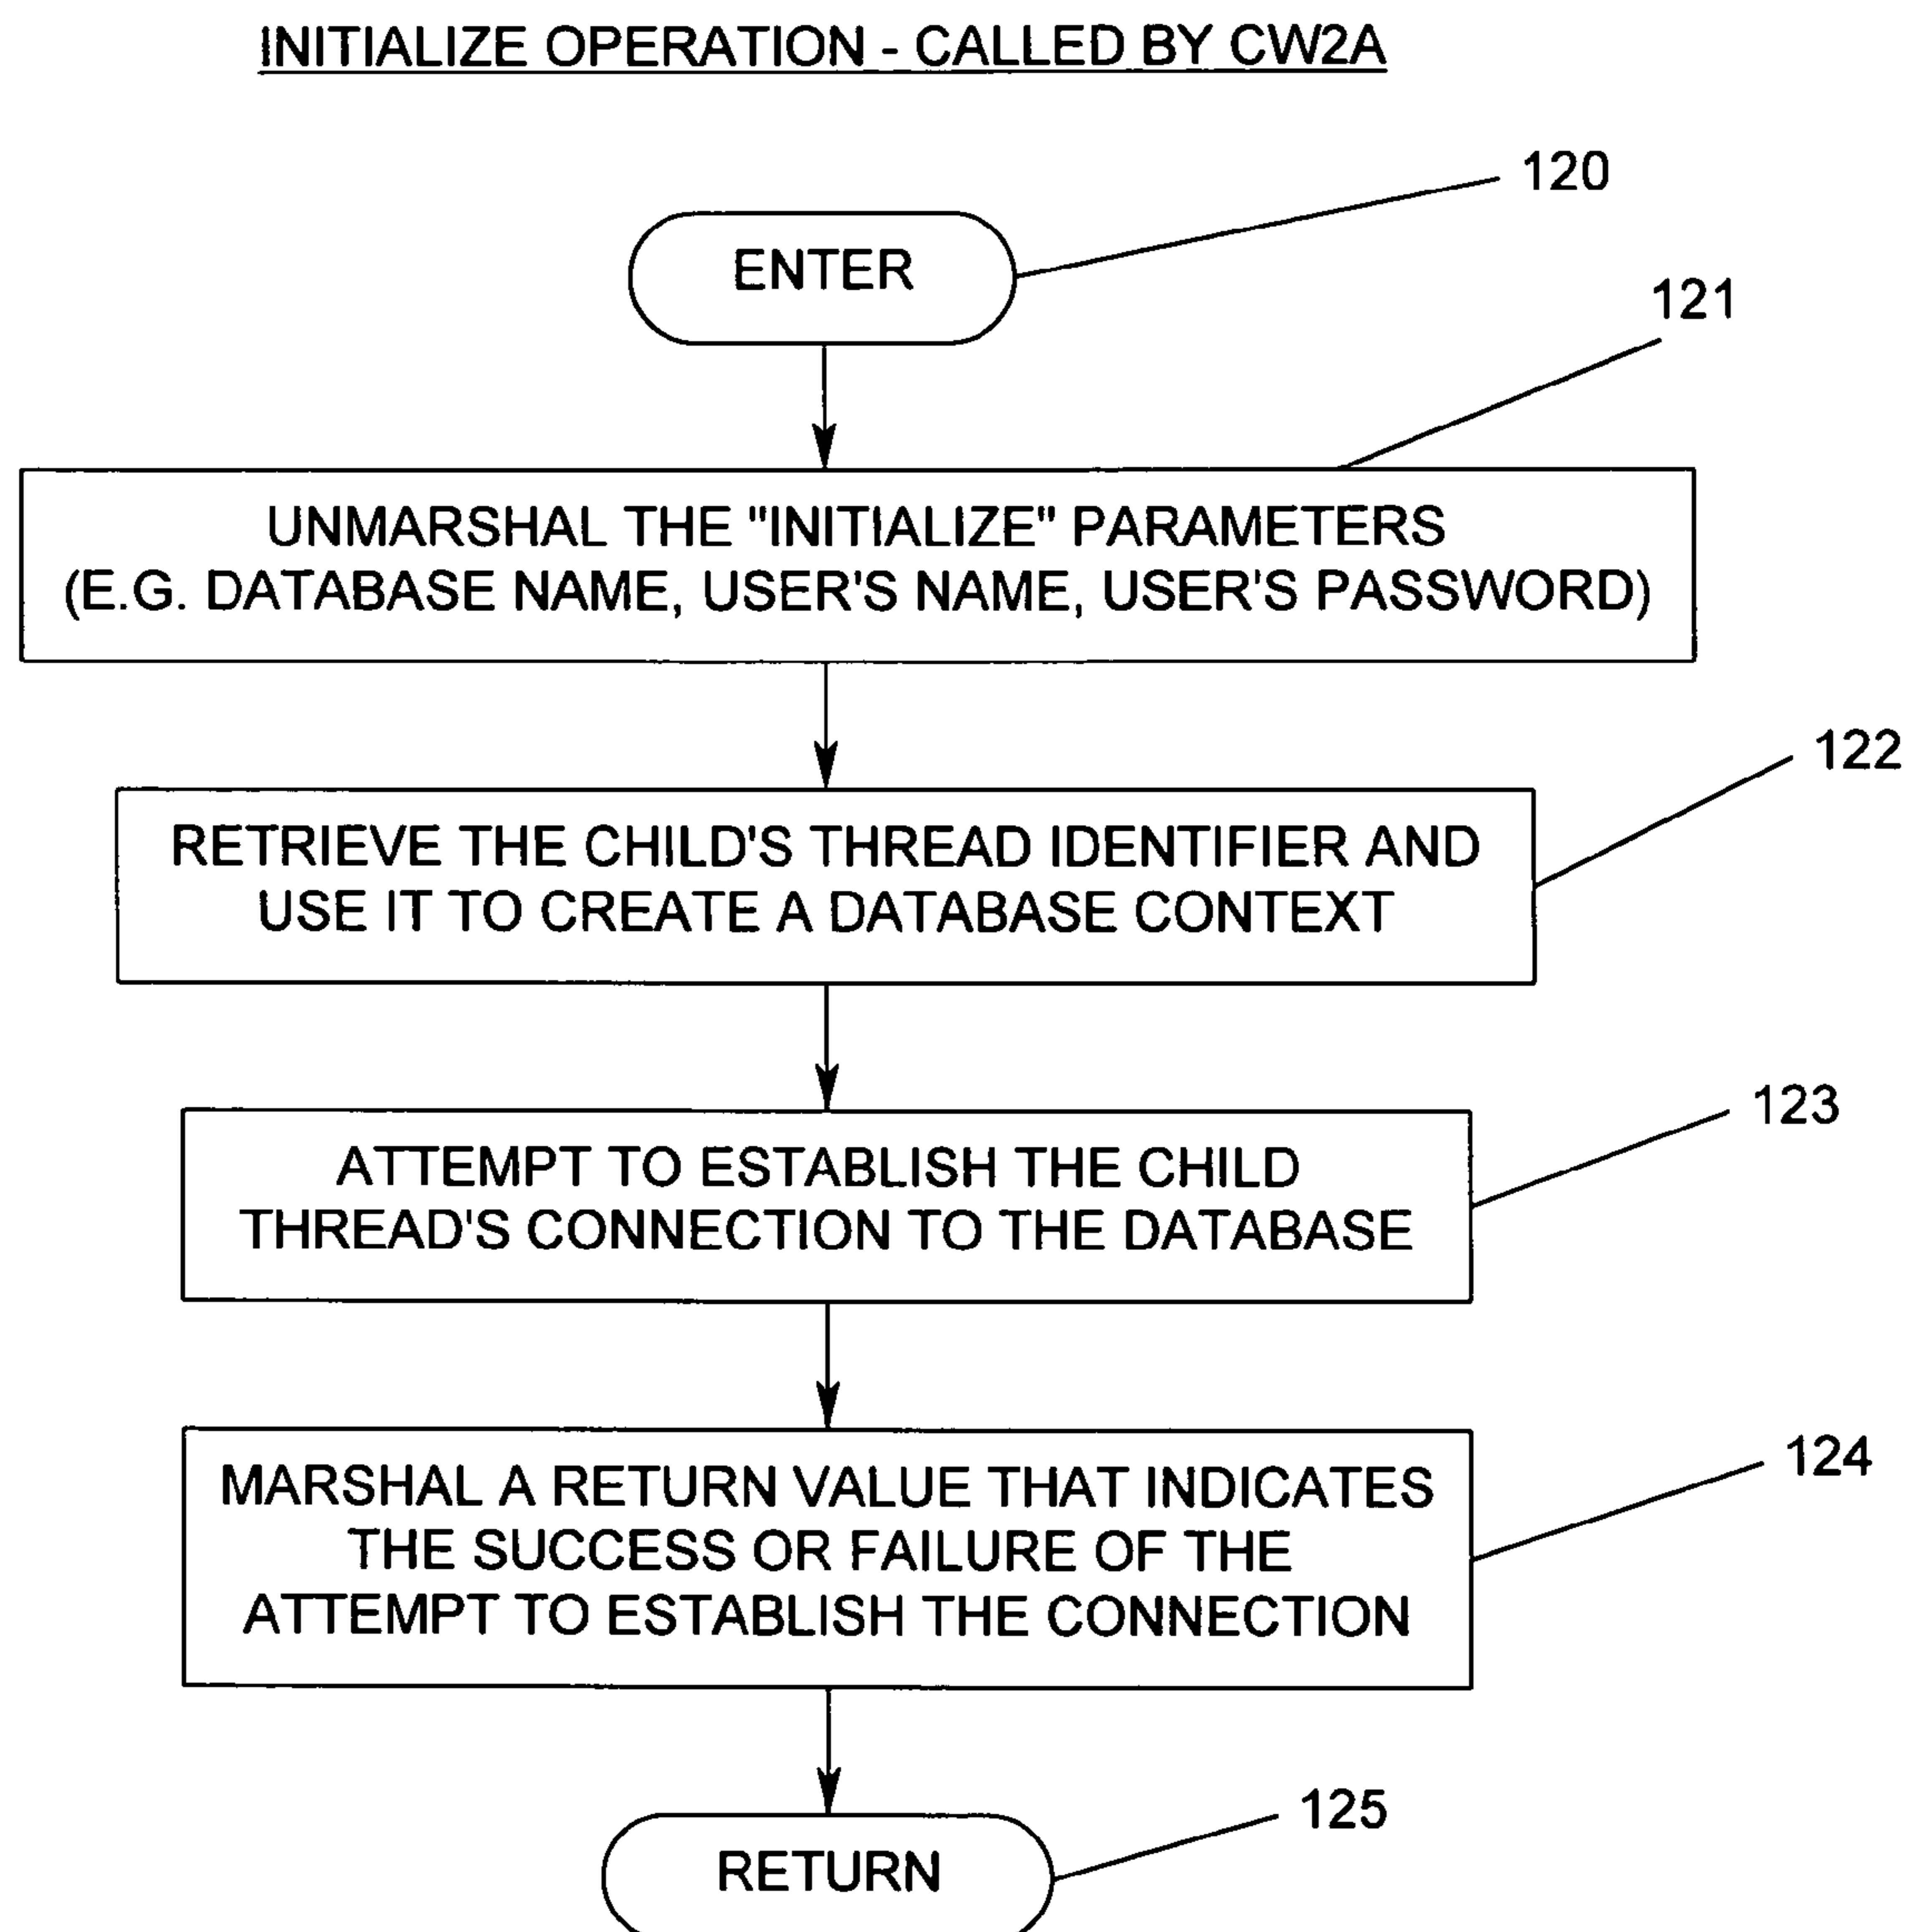 INITIALIZE OPERATION - CALLED BY CW2A
120
ENTER
121
UNMARSHAL THE "INITIALIZE" PARAMETERS
(E.G. DATABASE NAME, USER'S NAME, USER'S PASSWORD)
122
RETRIEVE THE CHILD'S THREAD IDENTIFIER AND
USE IT TO CREATE A DATABASE CONTEXT
123
ATTEMPT TO ESTABLISH THE CHILD
THREAD'S CONNECTION TO THE DATABASE
124
MARSHAL A RETURN VALUE THAT INDICATES
THE SUCCESS OR FAILURE OF THE
ATTEMPT TO ESTABLISH THE CONNECTION
125
RETURN